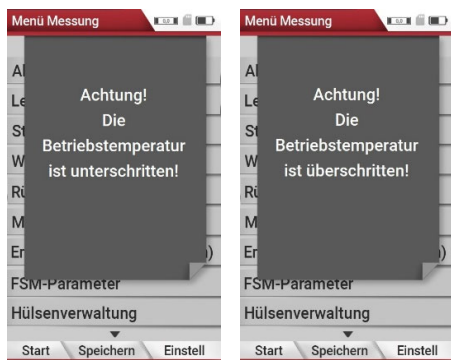 Menü Messung
Achtung!
Die
Betriebstemperatur
ist unterschritten!
FSM-Parameter
Hülsenverwaltung
Start Speichern Einstell
Menü Messung
Achtung!
Die
Betriebstemperatur
ist überschritten!
FSM-Parameter
Hülsenverwaltung
Start Speichern Einstell